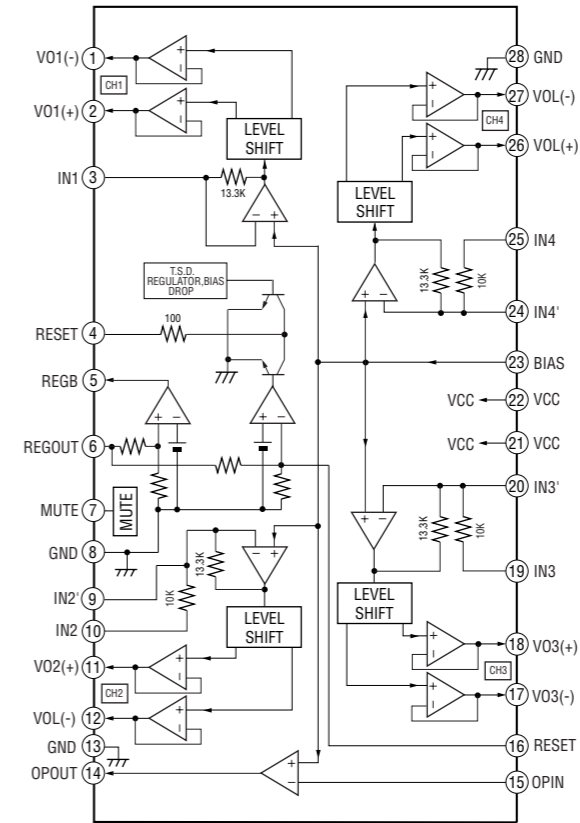 VO1(-) 1
CH1
VO1(+) 2
LEVEL
SHIFT
IN1 3
13.3K
- +
T.S.D.
REGULATOR,BIAS
DROP
RESET 4
100
REGB 5
+ -
+ -
REGOUT 6
MUTE 7
MUTE
GND 8
IN2' 9
13.3K
- +
10K
IN2 10
LEVEL
SHIFT
VO2(+) 11
CH2
VOL(-) 12
GND 13
OPOUT 14
28 GND
27 VOL(-)
CH4
26 VOL(+)
LEVEL
SHIFT
25 IN4
13.3K
10K
+ -
24 IN4'
23 BIAS
VCC 22 VCC
VCC 21 VCC
20 IN3'
+ -
13.3K
10K
19 IN3
LEVEL
SHIFT
18 VO3(+)
CH3
17 VO3(-)
16 RESET
15 OPIN